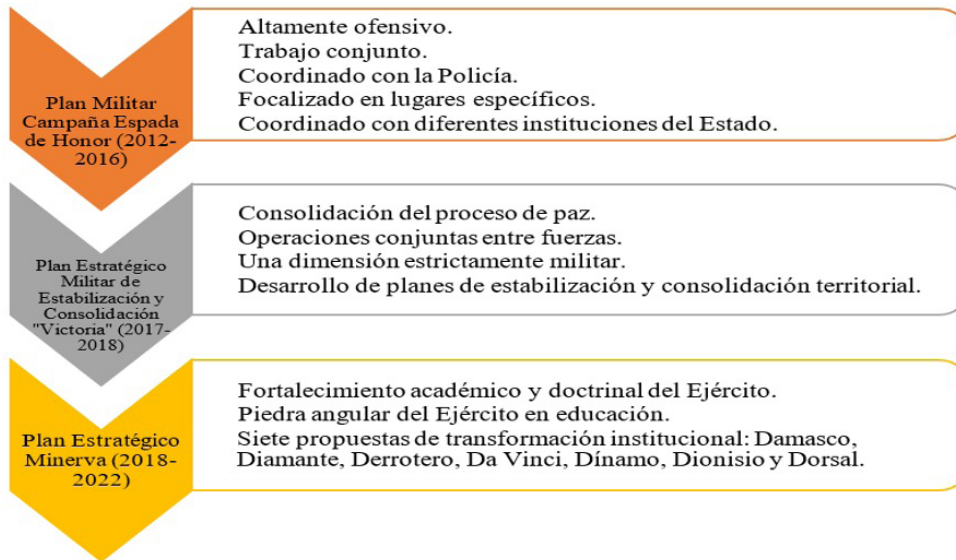 Plan Militar
Campaña Espada
de Honor (2012-
2016)
Altamente ofensivo.
Trabajo conjunto.
Coordinado con la Policía.
Focalizado en lugares específicos.
Coordinado con diferentes instituciones del Estado.
Plan Estratégico
Militar de
Estabilización y
Consolidación
"Victoria" (2017-
2018)
Consolidación del proceso de paz.
Operaciones conjuntas entre fuerzas.
Una dimensión estrictamente militar.
Desarrollo de planes de estabilización y consolidación territorial.
Plan Estratégico
Minerva (2018-
2022)
Fortalecimiento académico y doctrinal del Ejército.
Piedra angular del Ejército en educación.
Siete propuestas de transformación institucional: Damasco,
Diamante, Derrotero, Da Vinci, Dínamo, Dionisio y Dorsal.